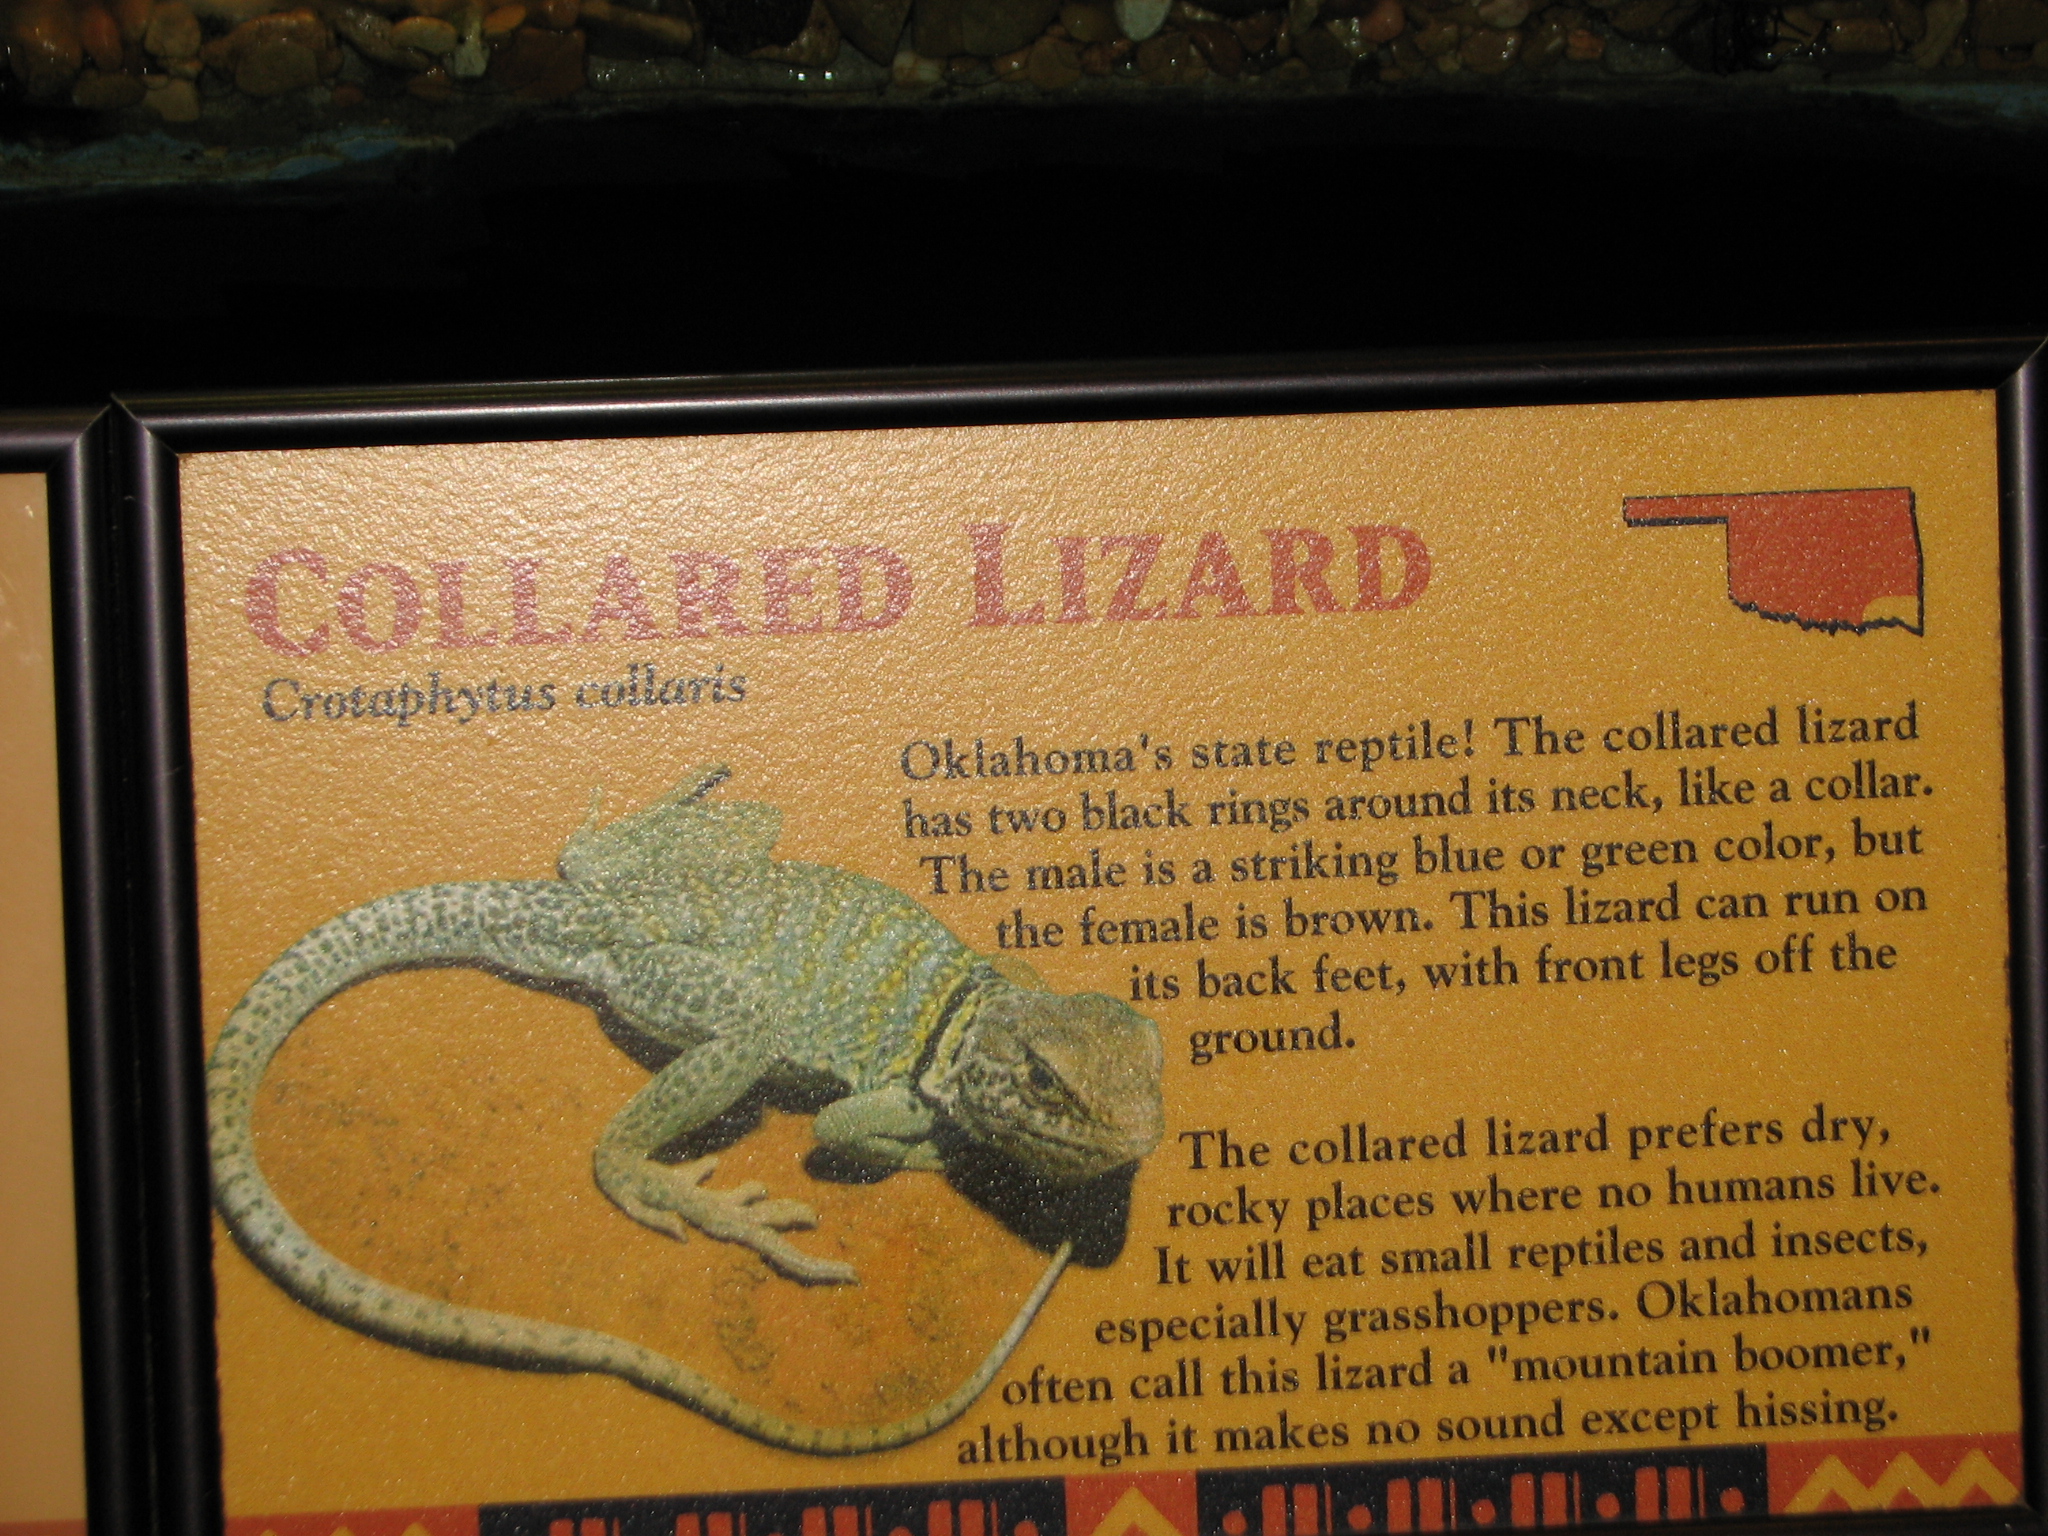 COLLARED LIZARD
Crotaphytus collaris
Oklahoma's state reptile! The collared lizard
has two black rings around its neck, like a collar.
The male is a striking blue or green color, but
the female is brown. This lizard can run on
its back feet, with front legs off the
ground.
The collared lizard prefers dry,
rocky places where no humans live.
It will eat small reptiles and insects,
especially grasshoppers. Oklahomans
often call this lizard a "mountain boomer,"
although it makes no sound except hissing.